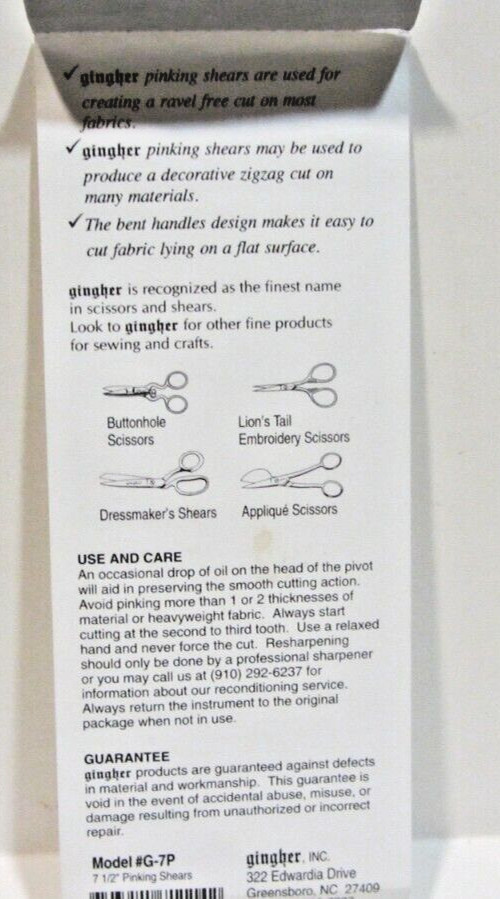 ✓ gingher pinking shears are used for
creating a ravel free cut on most
fabrics.
✓ gingher pinking shears may be used to
produce a decorative zigzag cut on
many materials.
✓ The bent handles design makes it easy to
cut fabric lying on a flat surface.
gingher is recognized as the finest name
in scissors and shears.
Look to gingher for other fine products
for sewing and crafts.
Buttonhole
Scissors
Lion's Tail
Embroidery Scissors
Dressmaker's Shears
Appliqué Scissors
USE AND CARE
An occasional drop of oil on the head of the pivot
will aid in preserving the smooth cutting action.
Avoid pinking more than 1 or 2 thicknesses of
material or heavyweight fabric. Always start
cutting at the second to third tooth. Use a relaxed
hand and never force the cut. Resharpening
should only be done by a professional sharpener
or you may call us at (910) 292-6237 for
information about our reconditioning service.
Always return the instrument to the original
package when not in use.
GUARANTEE
gingher products are guaranteed against defects
in material and workmanship. This guarantee is
void in the event of accidental abuse, misuse, or
damage resulting from unauthorized or incorrect
repair.
Model #G-7P
7 1/2" Pinking Shears
gingher, INC.
322 Edwardia Drive
Greensboro, NC 27409